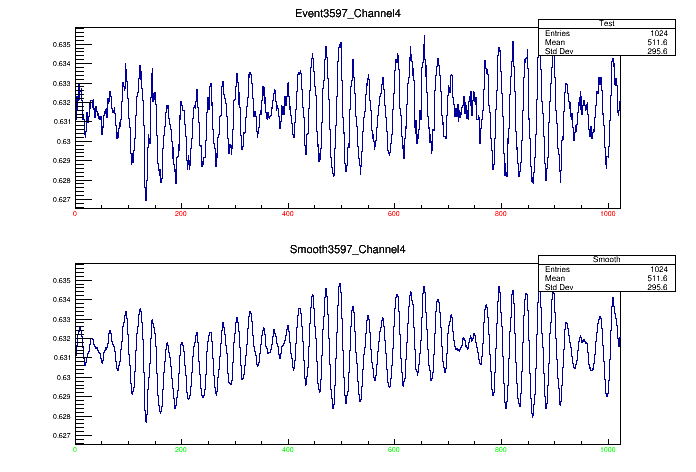 Event3597_Channel4
Test
Entries 1024
Mean 511.6
Std Dev 295.6
0.635
0.634
0.633
0.632
0.631
0.63
0.629
0.628
0.627
0 200 400 600 800 1000
Smooth3597_Channel4
Smooth
Entries 1024
Mean 511.6
Std Dev 295.6
0.635
0.634
0.633
0.632
0.631
0.63
0.629
0.628
0.627
0 200 400 600 800 1000